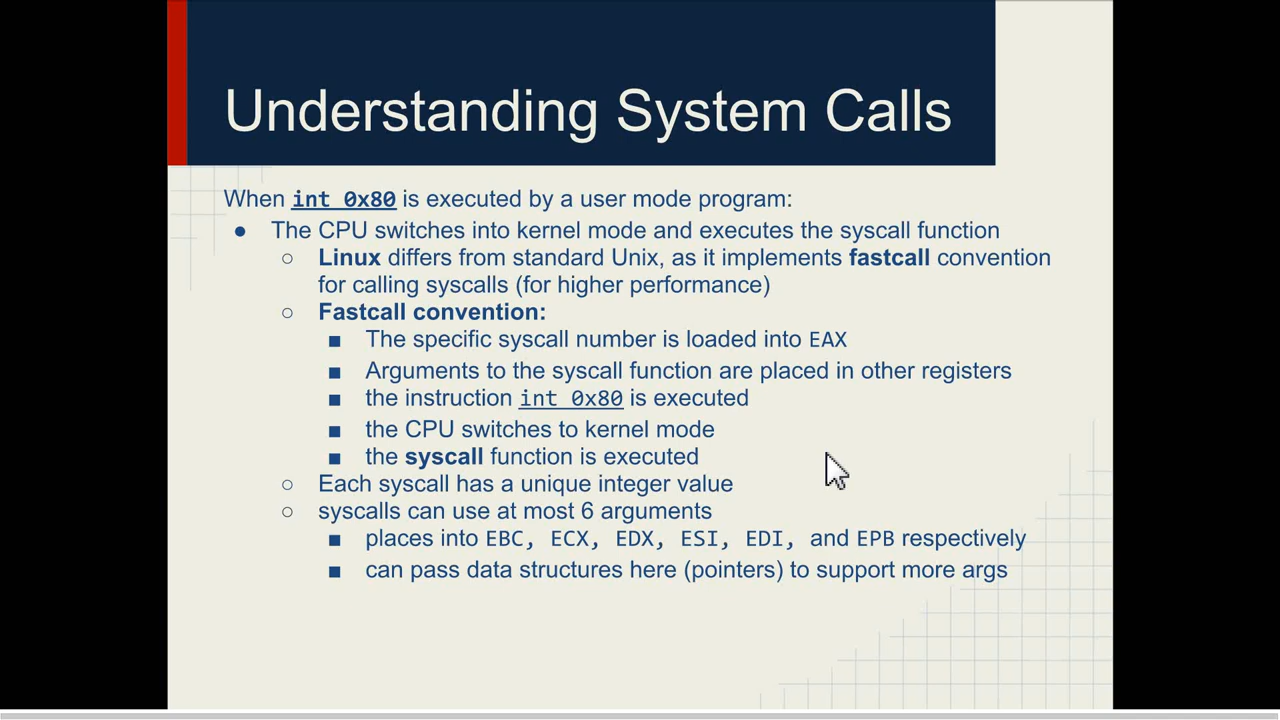 Understanding System Calls
When int 0x80 is executed by a user mode program:
● The CPU switches into kernel mode and executes the syscall function
○ Linux differs from standard Unix, as it implements fastcall convention
for calling syscalls (for higher performance)
○ Fastcall convention:
■ The specific syscall number is loaded into EAX
■ Arguments to the syscall function are placed in other registers
■ the instruction int 0x80 is executed
■ the CPU switches to kernel mode
■ the syscall function is executed
○ Each syscall has a unique integer value
○ syscalls can use at most 6 arguments
■ places into EBC, ECX, EDX, ESI, EDI, and EPB respectively
■ can pass data structures here (pointers) to support more args